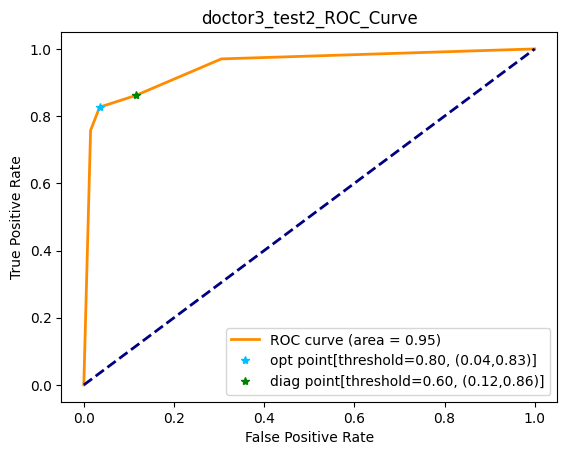 doctor3_test2_ROC_Curve
1.0
0.8
0.6
0.4
0.2
0.0
True Positive Rate
ROC curve (area = 0.95)
opt point[threshold=0.80, (0.04,0.83)]
diag point[threshold=0.60, (0.12,0.86)]
0.0 0.2 0.4 0.6 0.8 1.0
False Positive Rate